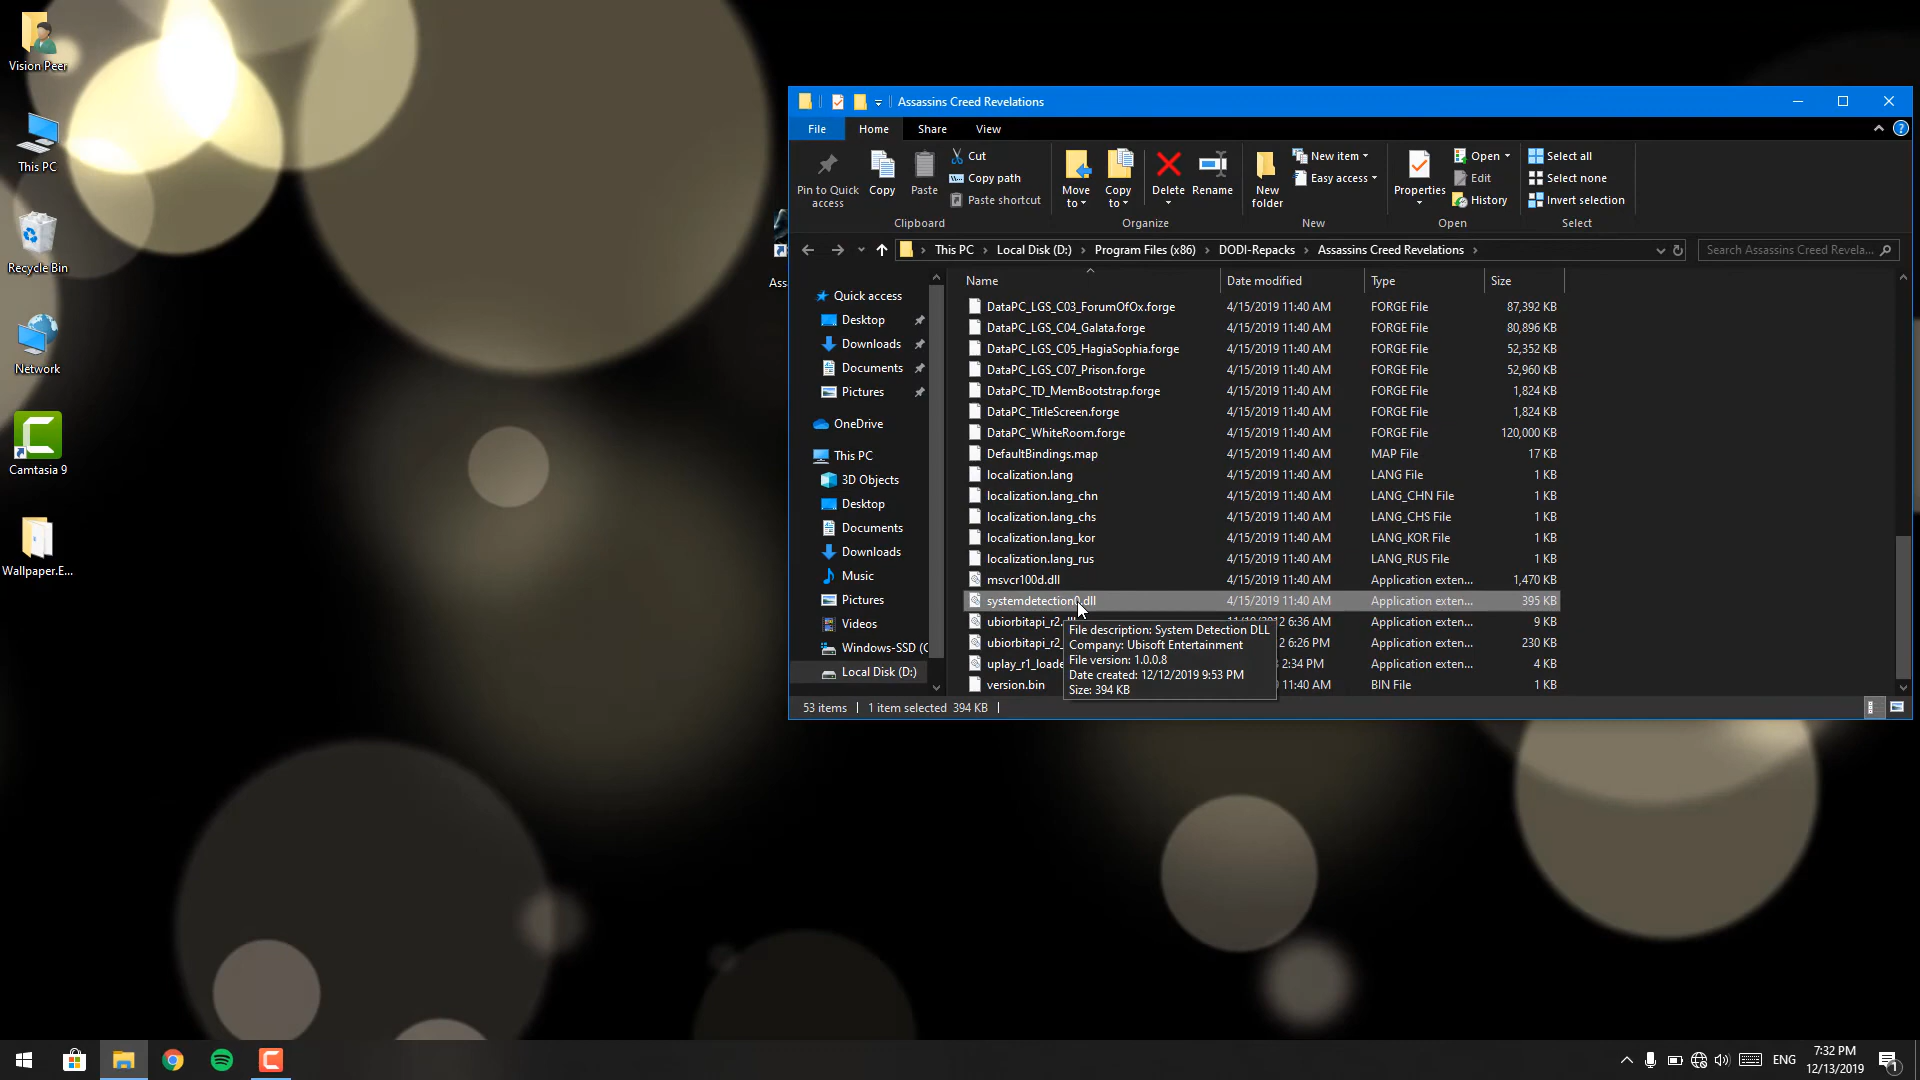 Vision Peer
This PC
Recycle Bin
Network
Camtasia 9
Wallpaper.E...
Assassins Creed Revelations
File Home Share View
Pin to Quick access
Copy
Paste
Cut
Copy path
Paste shortcut
Clipboard
Move to
Copy to
Delete
Rename
Organize
New folder
New item
Easy access
New
Properties
Open
Edit
History
Open
Select all
Select none
Invert selection
Select
This PC Local Disk (D:) Program Files (x86) DODI-Repacks Assassins Creed Revelations
Search Assassins Creed Revela...
Quick access
Desktop
Downloads
Documents
Pictures
OneDrive
This PC
3D Objects
Desktop
Documents
Downloads
Music
Pictures
Videos
Windows-SSD (C
Local Disk (D:)
Name Date modified Type Size
DataPC_LGS_C03_ForumOfOx.forge 4/15/2019 11:40 AM FORGE File 87,392 KB
DataPC_LGS_C04_Galata.forge 4/15/2019 11:40 AM FORGE File 80,896 KB
DataPC_LGS_C05_HagiaSophia.forge 4/15/2019 11:40 AM FORGE File 52,352 KB
DataPC_LGS_C07_Prison.forge 4/15/2019 11:40 AM FORGE File 52,960 KB
DataPC_TD_MemBootstrap.forge 4/15/2019 11:40 AM FORGE File 1,824 KB
DataPC_TitleScreen.forge 4/15/2019 11:40 AM FORGE File 1,824 KB
DataPC_WhiteRoom.forge 4/15/2019 11:40 AM FORGE File 120,000 KB
DefaultBindings.map 4/15/2019 11:40 AM MAP File 17 KB
localization.lang 4/15/2019 11:40 AM LANG File 1 KB
localization.lang_chn 4/15/2019 11:40 AM LANG_CHN File 1 KB
localization.lang_chs 4/15/2019 11:40 AM LANG_CHS File 1 KB
localization.lang_kor 4/15/2019 11:40 AM LANG_KOR File 1 KB
localization.lang_rus 4/15/2019 11:40 AM LANG_RUS File 1 KB
msvcr100d.dll 4/15/2019 11:40 AM Application exten... 1,470 KB
systemdetection0.dll 4/15/2019 11:40 AM Application exten... 395 KB
ubiorbitapi_r2. 6:36 AM Application exten... 9 KB
ubiorbitapi_r2_ 6:26 PM Application exten... 230 KB
uplay_r1_loade 2:34 PM Application exten... 4 KB
version.bin AM BIN File 1 KB
File description: System Detection DLL
Company: Ubisoft Entertainment
File version: 1.0.0.8
Date created: 12/12/2019 9:53 PM
Size: 394 KB
53 items 1 item selected 394 KB
Ass
ENG
7:32 PM
12/13/2019
1